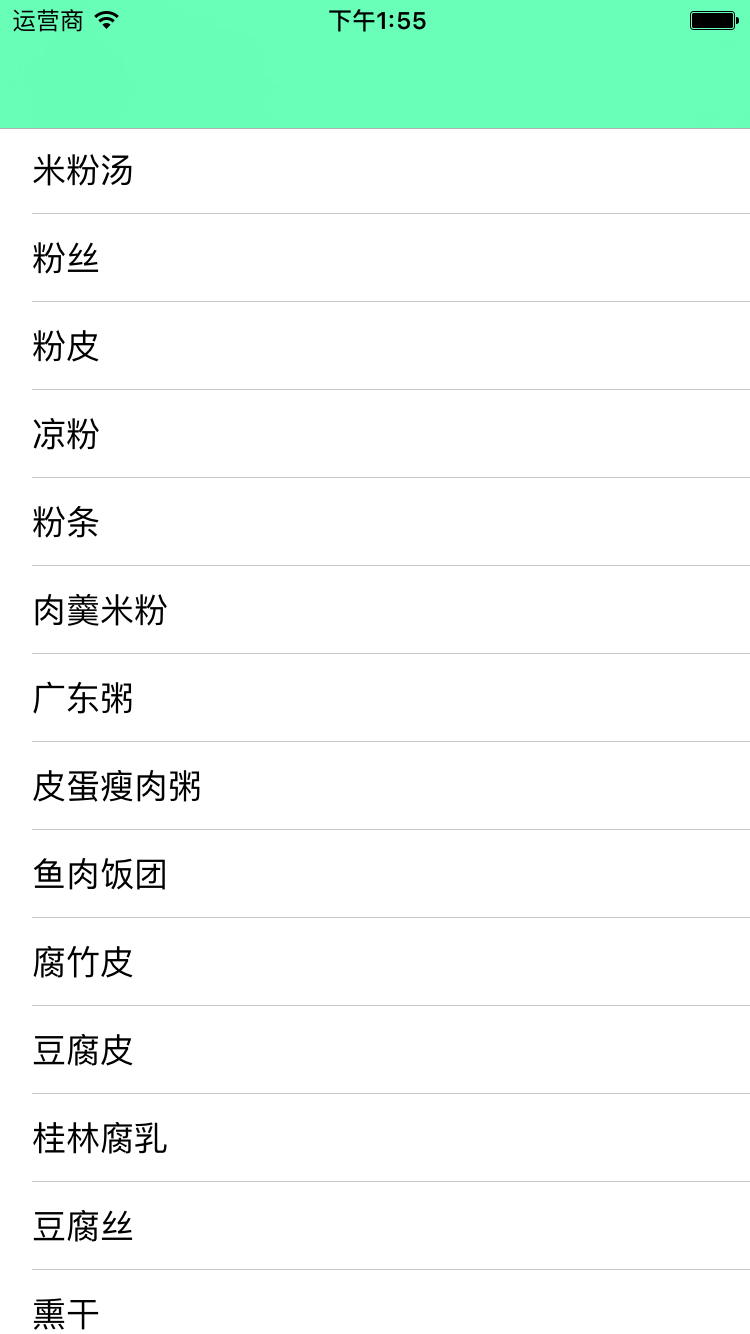 运营商 下午1:55
米粉汤
粉丝
粉皮
凉粉
粉条
肉羹米粉
广东粥
皮蛋瘦肉粥
鱼肉饭团
腐竹皮
豆腐皮
桂林腐乳
豆腐丝
熏干